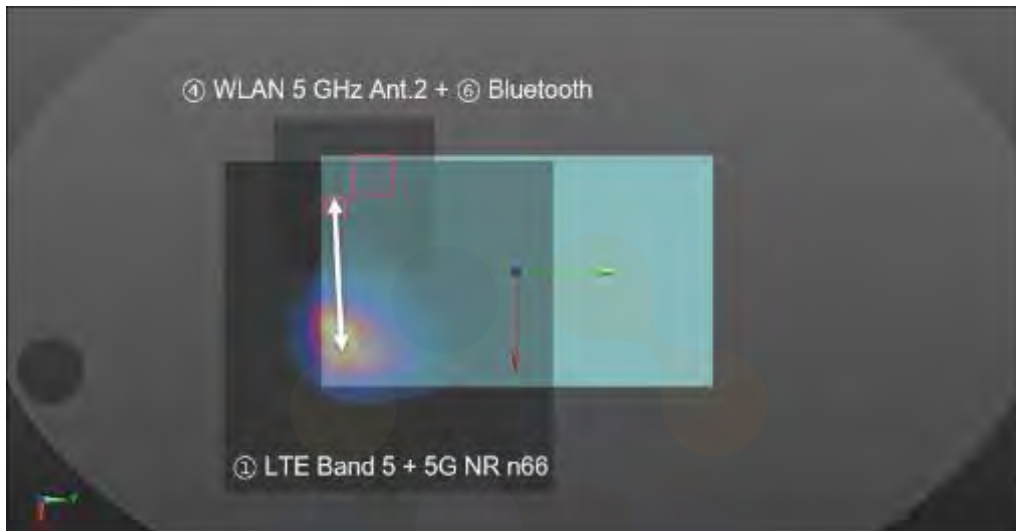 ④ WLAN 5 GHz Ant.2 + ⑥ Bluetooth
① LTE Band 5 + 5G NR n66